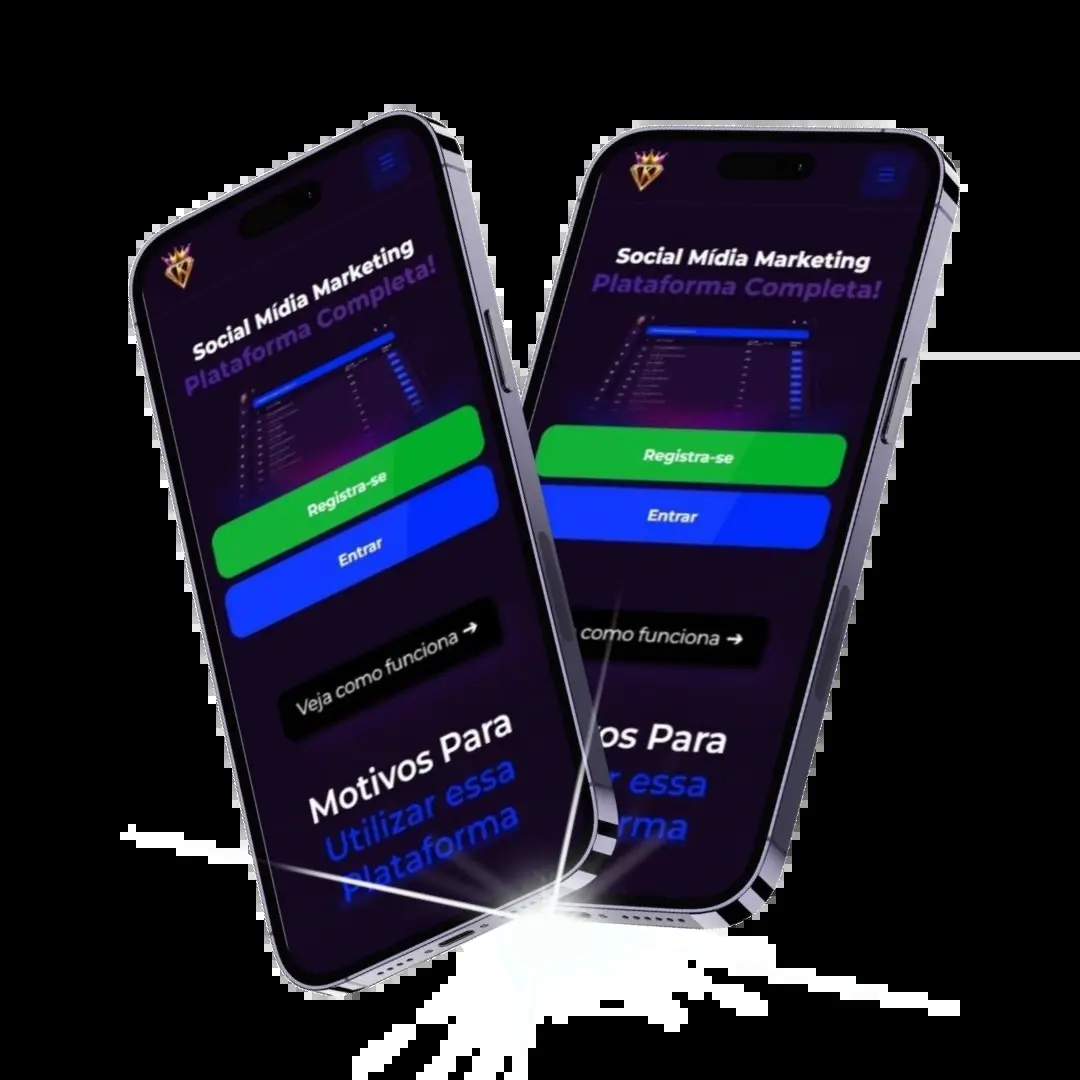 Social Mídia Marketing
Plataforma Completa!
Registra-se
Entrar
Veja como funciona ➔
Motivos Para
Utilizar essa
Plataforma
K
Social Mídia Marketing
Plataforma Completa!
Registra-se
Entrar
como funciona ➔
os Para
essa
rma